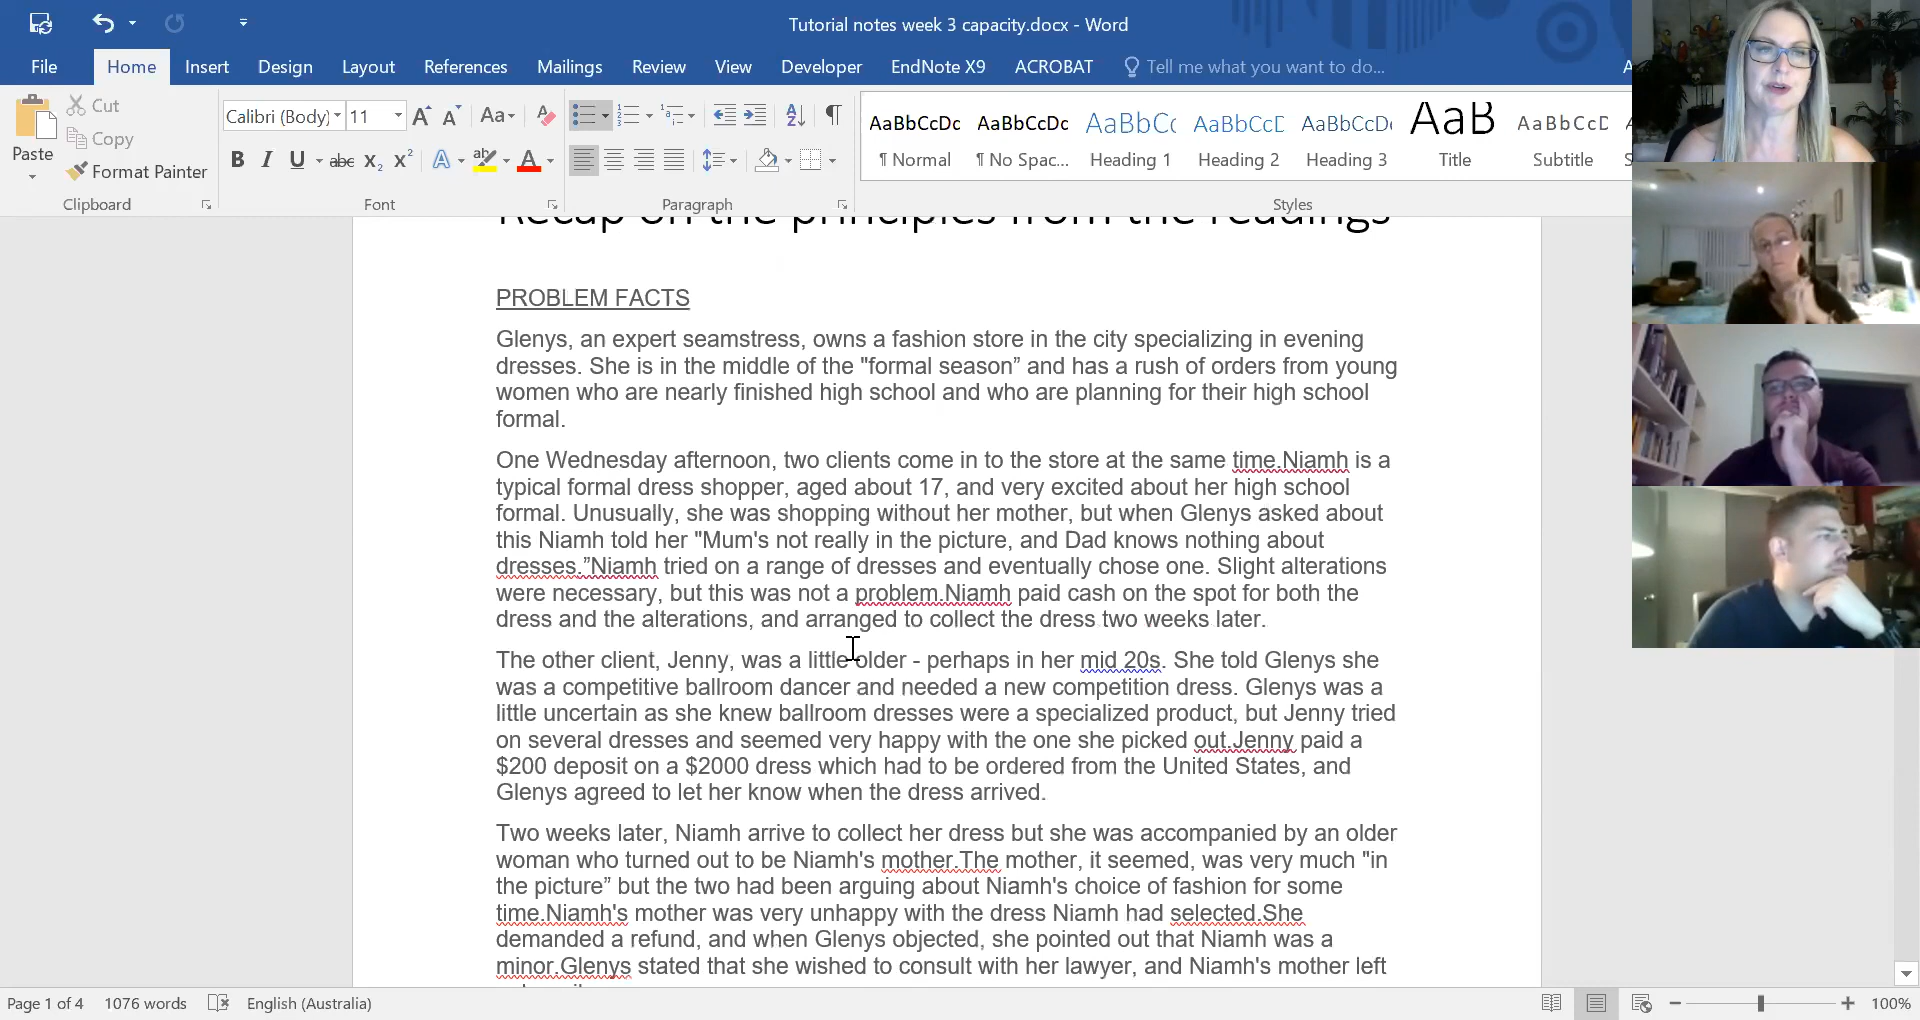 Tutorial notes week 3 capacity.docx - Word
File Home Insert Design Layout References Mailings Review View Developer EndNote X9 ACROBAT Tell me what you want to do...
Paste
Cut
Copy
Format Painter
Clipboard
Calibri (Body) 11
Font
Paragraph
AaBbCcDc AaBbCcDc AaBbCc AaBbCcD AaBbCcDc AaB AaBbCcD
¶ Normal ¶ No Spac... Heading 1 Heading 2 Heading 3 Title Subtitle
Styles
Recap on the principles from the readings
PROBLEM FACTS
Glenys, an expert seamstress, owns a fashion store in the city specializing in evening
dresses. She is in the middle of the "formal season” and has a rush of orders from young
women who are nearly finished high school and who are planning for their high school
formal.
One Wednesday afternoon, two clients come in to the store at the same time.Niamh is a
typical formal dress shopper, aged about 17, and very excited about her high school
formal. Unusually, she was shopping without her mother, but when Glenys asked about
this Niamh told her "Mum's not really in the picture, and Dad knows nothing about
dresses.”Niamh tried on a range of dresses and eventually chose one. Slight alterations
were necessary, but this was not a problem.Niamh paid cash on the spot for both the
dress and the alterations, and arranged to collect the dress two weeks later.
The other client, Jenny, was a little older - perhaps in her mid 20s. She told Glenys she
was a competitive ballroom dancer and needed a new competition dress. Glenys was a
little uncertain as she knew ballroom dresses were a specialized product, but Jenny tried
on several dresses and seemed very happy with the one she picked out.Jenny paid a
$200 deposit on a $2000 dress which had to be ordered from the United States, and
Glenys agreed to let her know when the dress arrived.
Two weeks later, Niamh arrive to collect her dress but she was accompanied by an older
woman who turned out to be Niamh's mother.The mother, it seemed, was very much "in
the picture” but the two had been arguing about Niamh's choice of fashion for some
time.Niamh's mother was very unhappy with the dress Niamh had selected.She
demanded a refund, and when Glenys objected, she pointed out that Niamh was a
minor.Glenys stated that she wished to consult with her lawyer, and Niamh's mother left
Page 1 of 4 1076 words English (Australia) 100%